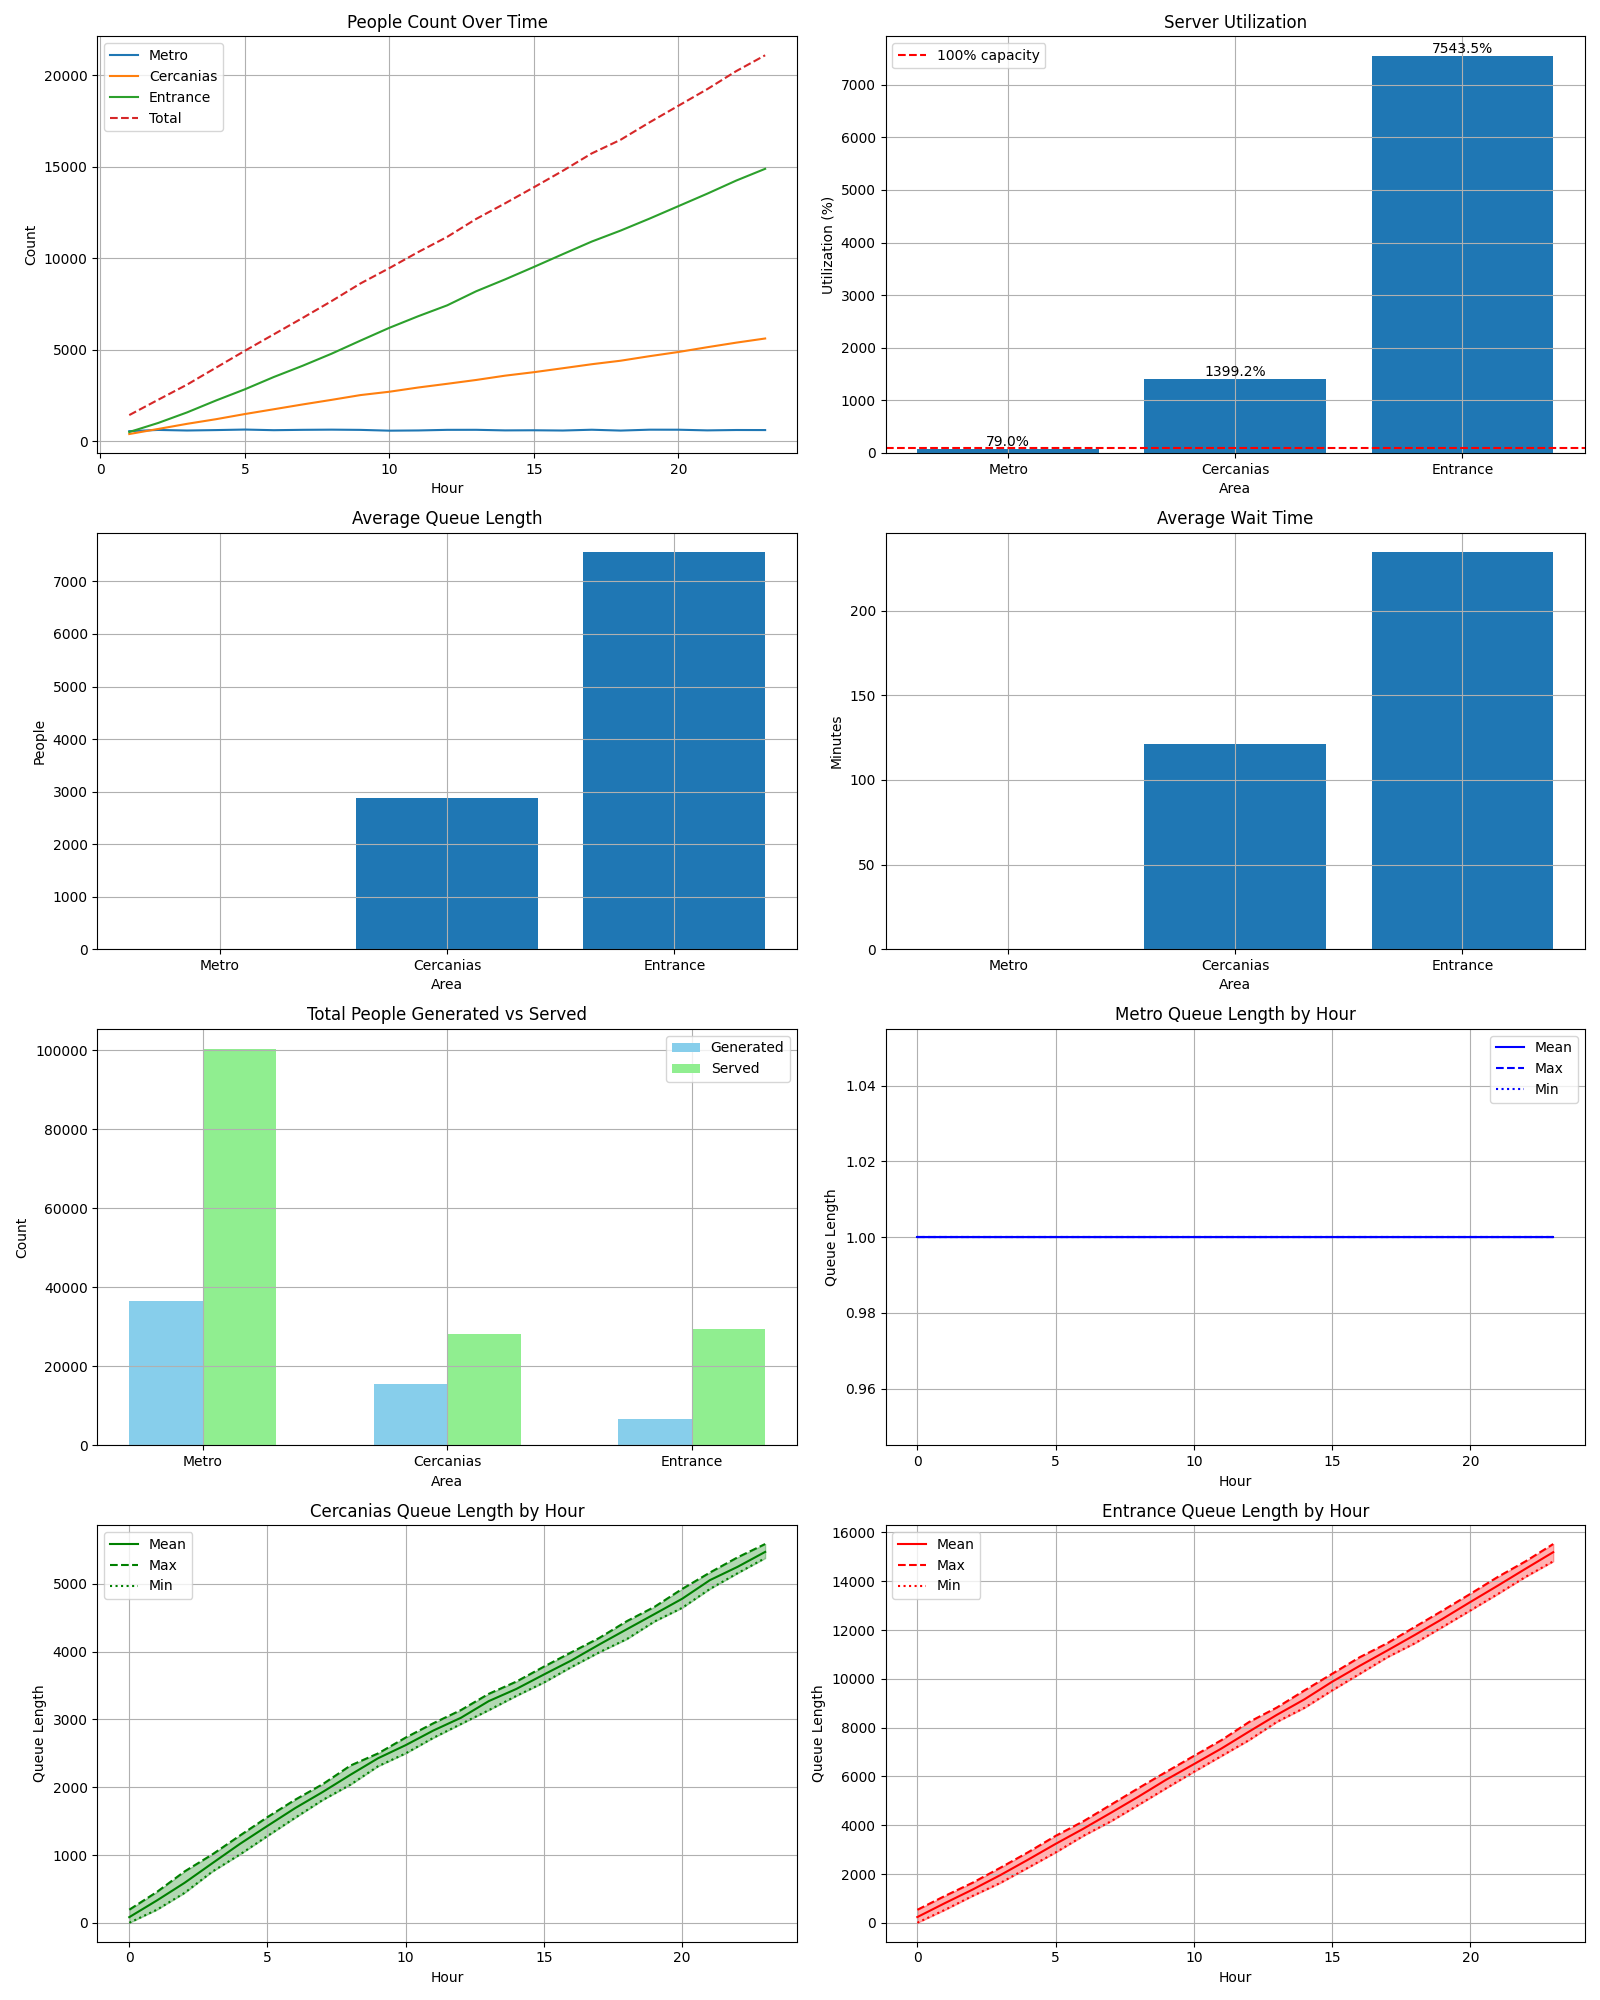 People Count Over Time
Metro
Cercanias
Entrance
Total
20000
15000
10000
5000
0
Count
0 5 10 15 20
Hour
Server Utilization
100% capacity
7543.5%
1399.2%
79.0%
7000
6000
5000
4000
3000
2000
1000
0
Utilization (%)
Metro Cercanias Entrance
Area
Average Queue Length
7000
6000
5000
4000
3000
2000
1000
0
People
Metro Cercanias Entrance
Area
Average Wait Time
200
150
100
50
0
Minutes
Metro Cercanias Entrance
Area
Total People Generated vs Served
Generated
Served
100000
80000
60000
40000
20000
0
Count
Metro Cercanias Entrance
Area
Metro Queue Length by Hour
Mean
Max
Min
1.04
1.02
1.00
0.98
0.96
Queue Length
0 5 10 15 20
Hour
Cercanias Queue Length by Hour
Mean
Max
Min
5000
4000
3000
2000
1000
0
Queue Length
0 5 10 15 20
Hour
Entrance Queue Length by Hour
Mean
Max
Min
16000
14000
12000
10000
8000
6000
4000
2000
0
Queue Length
0 5 10 15 20
Hour